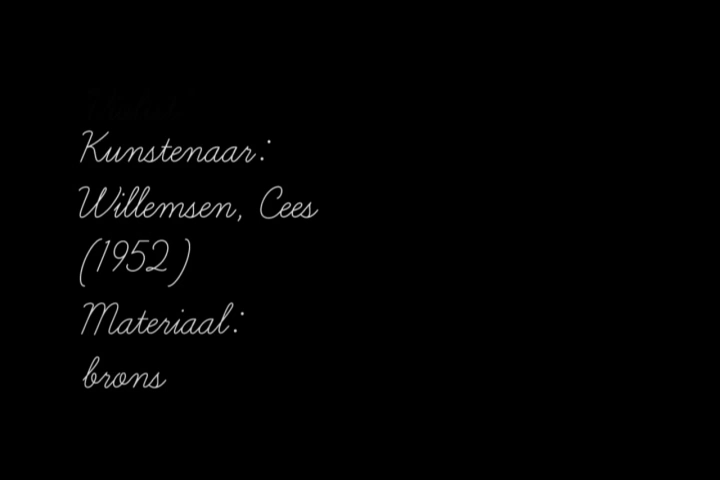 Kunstenaar:
Willemsen, Cees
(1952)
Materiaal:
brons